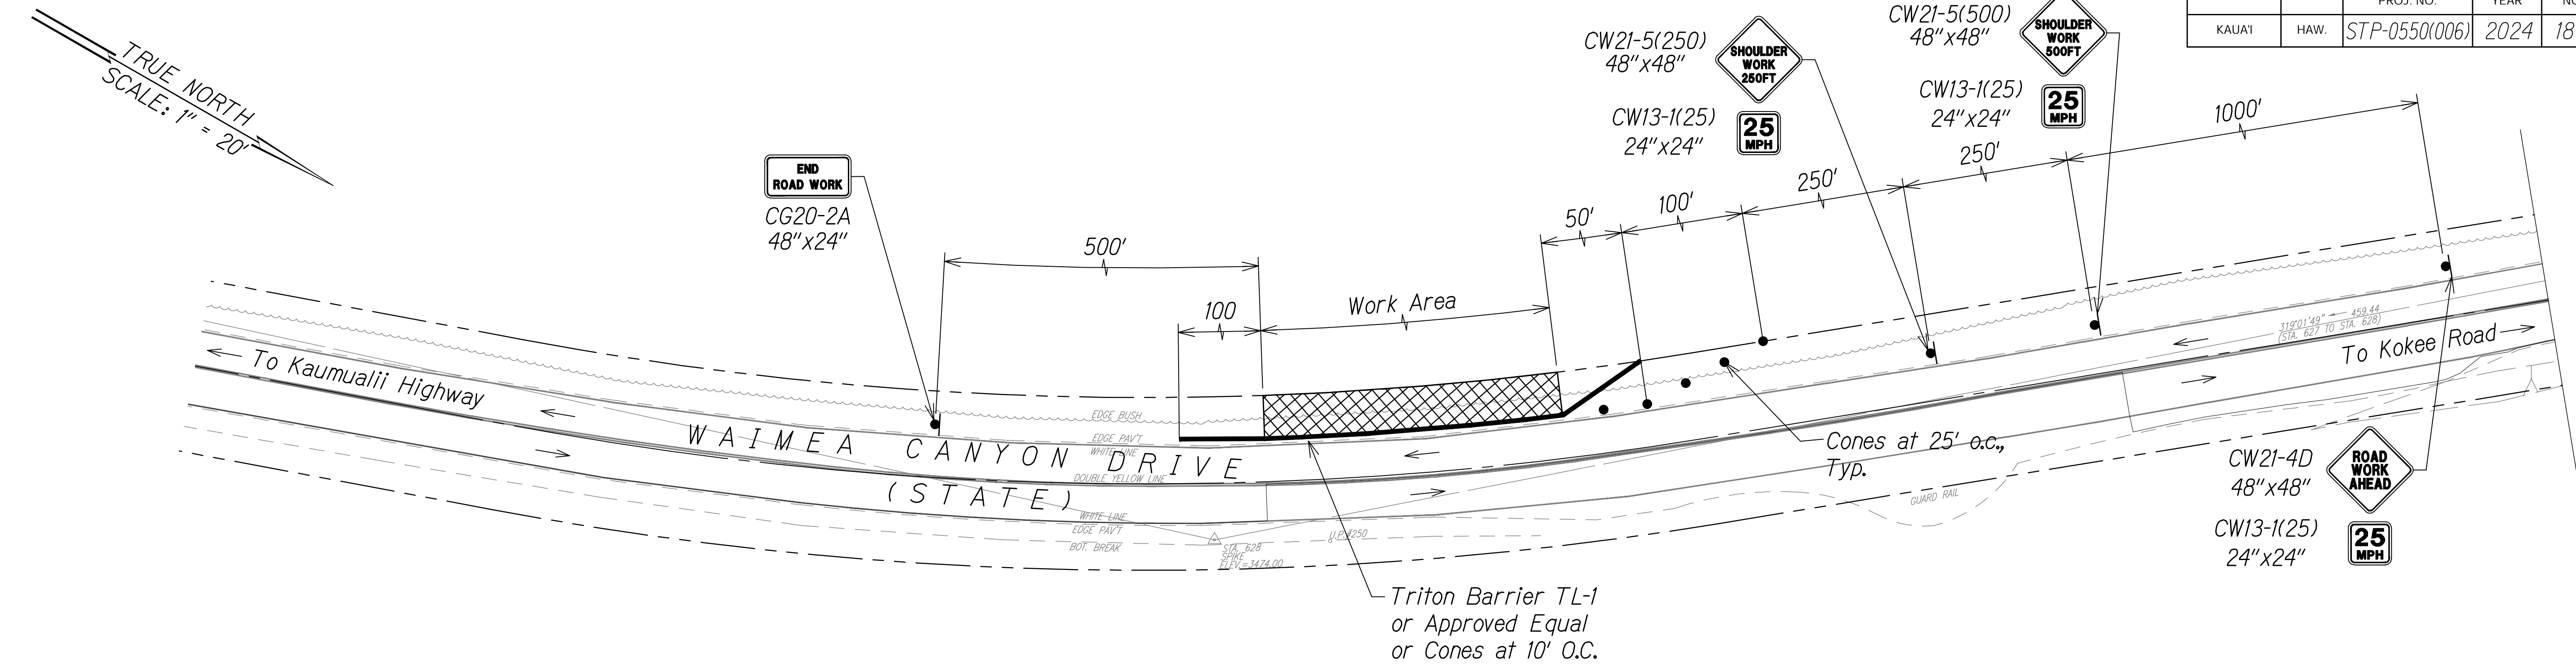 TRUE NORTH
SCALE: 1" = 20'
PROJ. NO.
YEAR
KAUA'I
HAW.
STP-0550(006)
2024
18
CW21-5(250)
48"x48"
SHOULDER
WORK
250FT
CW13-1(25)
24"x24"
25
MPH
CW21-5(500)
48"x48"
SHOULDER
WORK
500FT
CW13-1(25)
24"x24"
25
MPH
END
ROAD WORK
CG20-2A
48"x24"
500'
100
Work Area
50'
100'
250'
250'
1000'
To Kaumualii Highway
To Kokee Road
319°01'49" 459.44
(STA. 627 TO STA. 628)
EDGE BUSH
EDGE PAV'T
WHITE LINE
DOUBLE YELLOW LINE
WAIMEA CANYON DRIVE
(STATE)
WHITE LINE
EDGE PAV'T
BOT. BREAK
STA. 628
SPIKE
ELEV.=3474.00
U.P.#250
GUARD RAIL
Cones at 25' o.c.,
Typ.
CW21-4D
48"x48"
ROAD
WORK
AHEAD
CW13-1(25)
24"x24"
25
MPH
Triton Barrier TL-1
or Approved Equal
or Cones at 10' O.C.